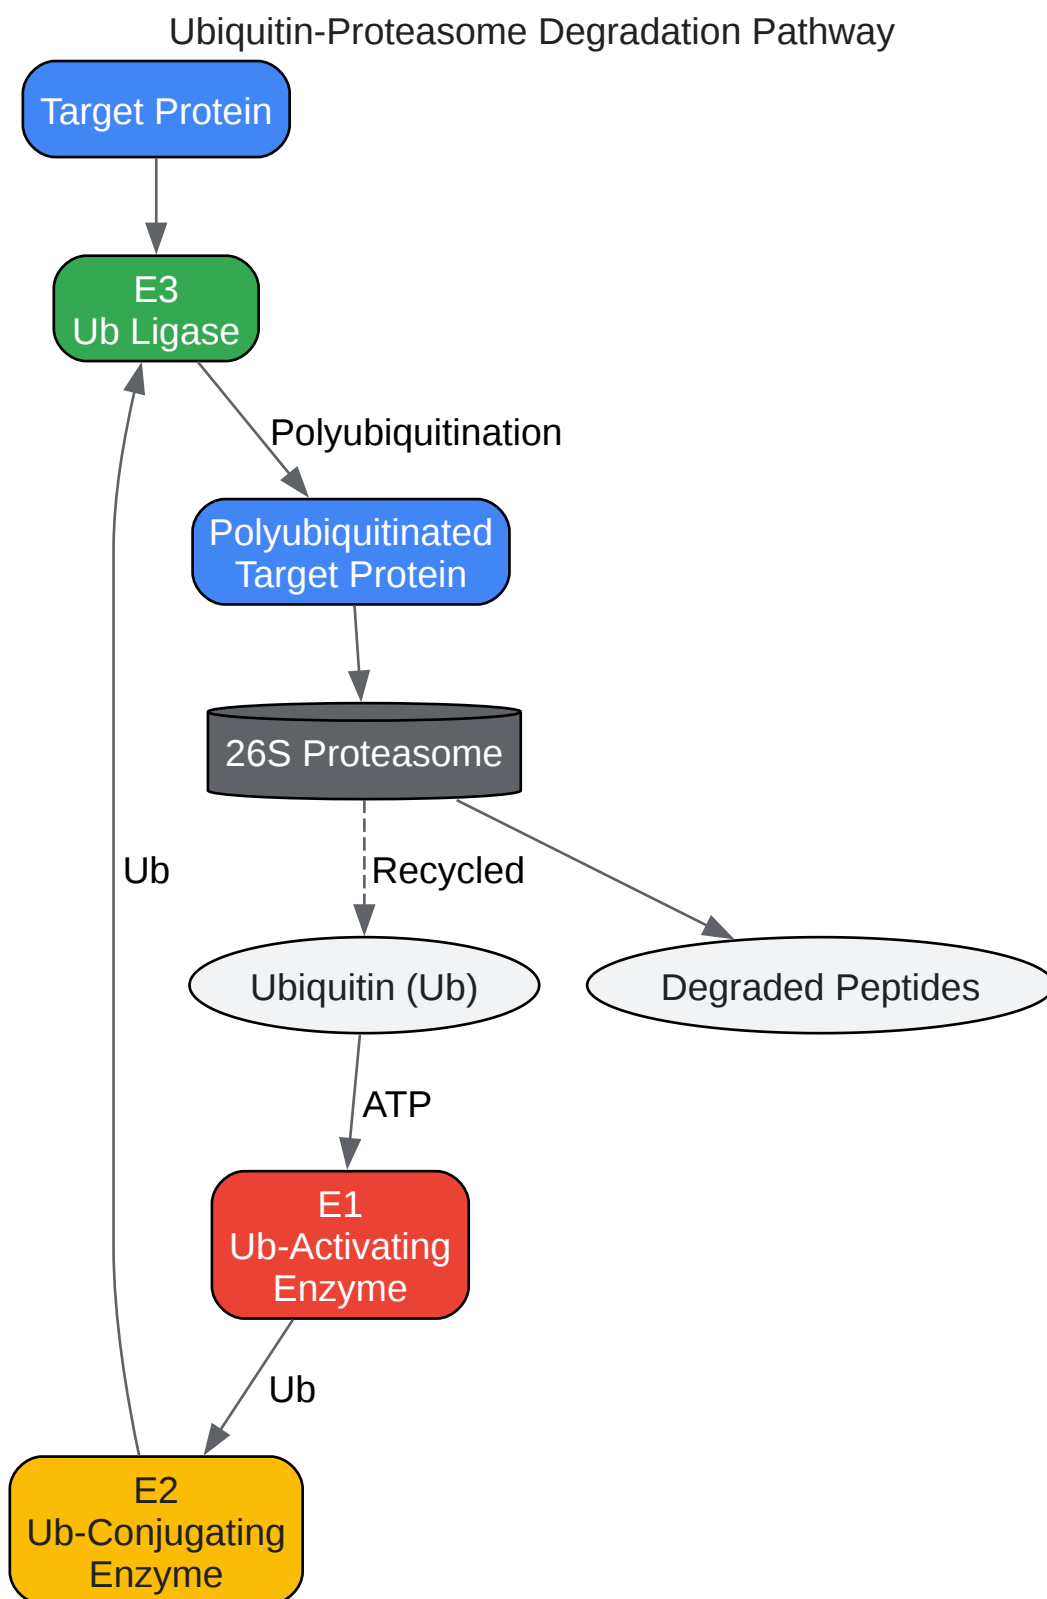 Ubiquitin-Proteasome Degradation Pathway
Target Protein
E3
Ub Ligase
Polyubiquitination
Polyubiquitinated
Target Protein
26S Proteasome
Ub
Recycled
Ubiquitin (Ub)
Degraded Peptides
ATP
E1
Ub-Activating
Enzyme
Ub
E2
Ub-Conjugating
Enzyme